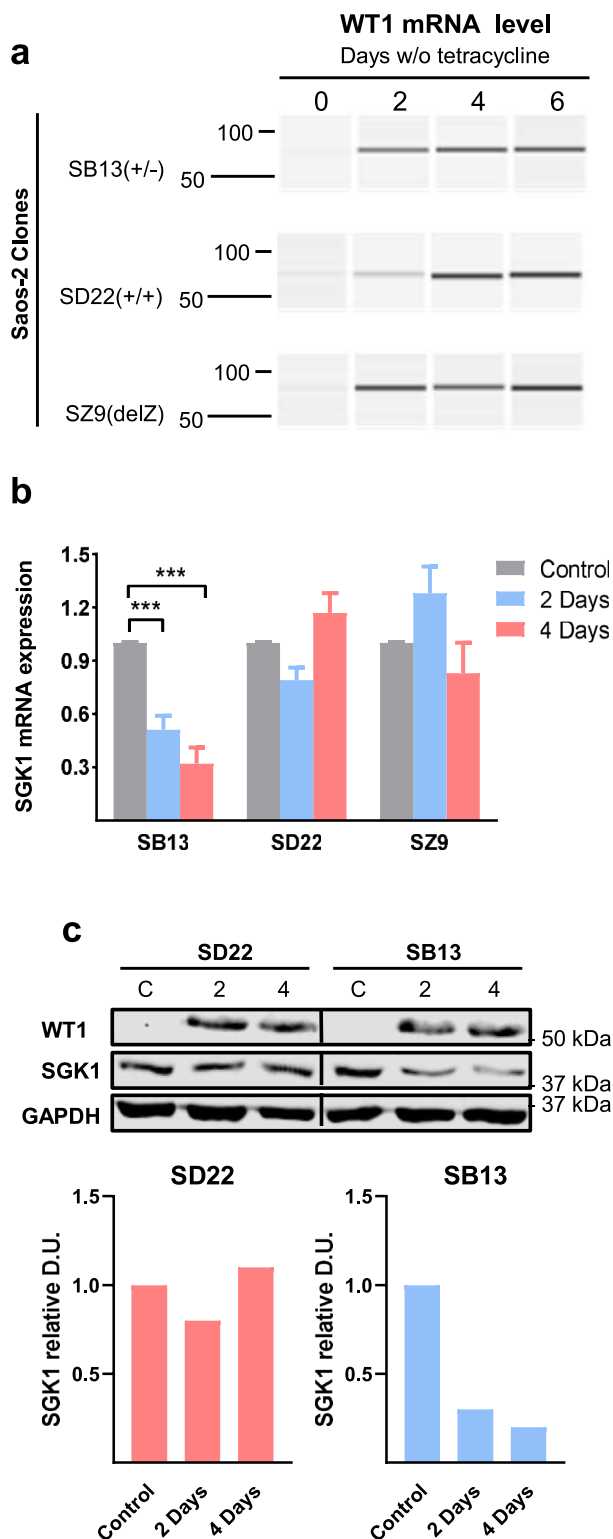 a
WT1 mRNA level
Days w/o tetracycline
0 2 4 6
Saos-2 Clones
SB13(+/-)
100
50
SD22(+/+)
100
50
SZ9(delZ)
100
50
b
SGK1 mRNA expression
1.5
1.2
0.9
0.6
0.3
***
***
Control
2 Days
4 Days
SB13 SD22 SZ9
c
SD22 SB13
C 2 4 C 2 4
WT1
- 50 kDa
SGK1
- 37 kDa
GAPDH
- 37 kDa
SD22
SGK1 relative D.U.
1.5
1.0
0.5
Control
2 Days
4 Days
SB13
SGK1 relative D.U.
1.5
1.0
0.5
Control
2 Days
4 Days